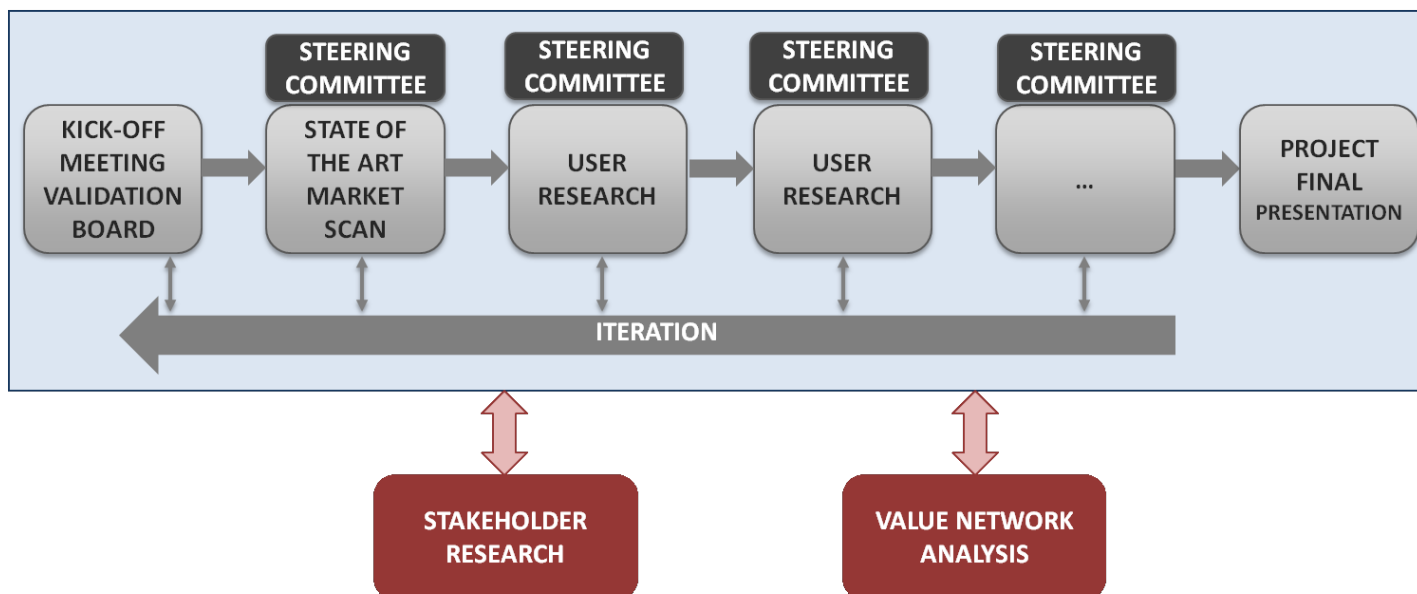 STEERING
COMMITTEE
STEERING
COMMITTEE
STEERING
COMMITTEE
STEERING
COMMITTEE
KICK-OFF
MEETING
VALIDATION
BOARD
STATE OF
THE ART
MARKET
SCAN
USER
RESEARCH
USER
RESEARCH
...
PROJECT
FINAL
PRESENTATION
ITERATION
STAKEHOLDER
RESEARCH
VALUE NETWORK
ANALYSIS